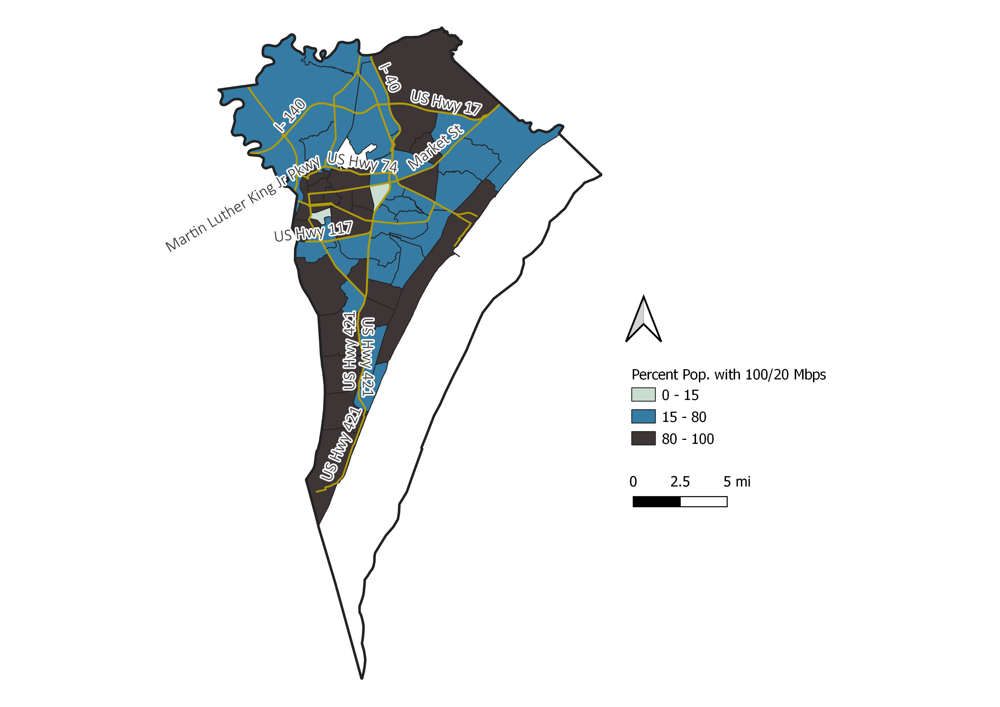 I- 40
US Hwy 17
I- 140
Market St
US Hwy 74
Martin Luther King Jr Pkwy
US Hwy 117
US Hwy 421
US Hwy 421
US Hwy 421
Percent Pop. with 100/20 Mbps
0 - 15
15 - 80
80 - 100
0 2.5 5 mi